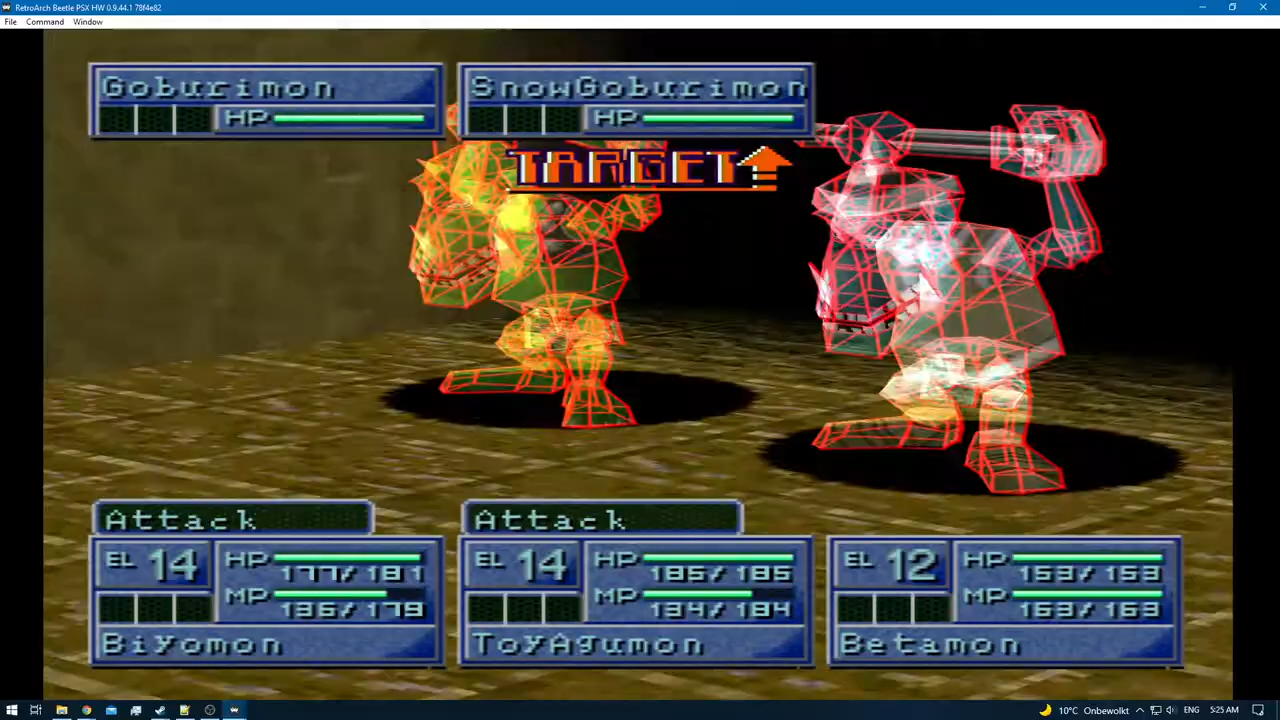 RetroArch Beetle PSX HW 0.9.44.1 78f4e82
File Command Window
Goburimon SnowGoburimon
HP HP
TARGET
Attack Attack
EL 14 HP 177/181 EL 14 HP 185/185 EL 12 HP 153/153
MP 135/179 MP 134/184 MP 163/163
Biyomon ToyAgumon Betamon
10°C Onbewolkt ENG 5:25 AM